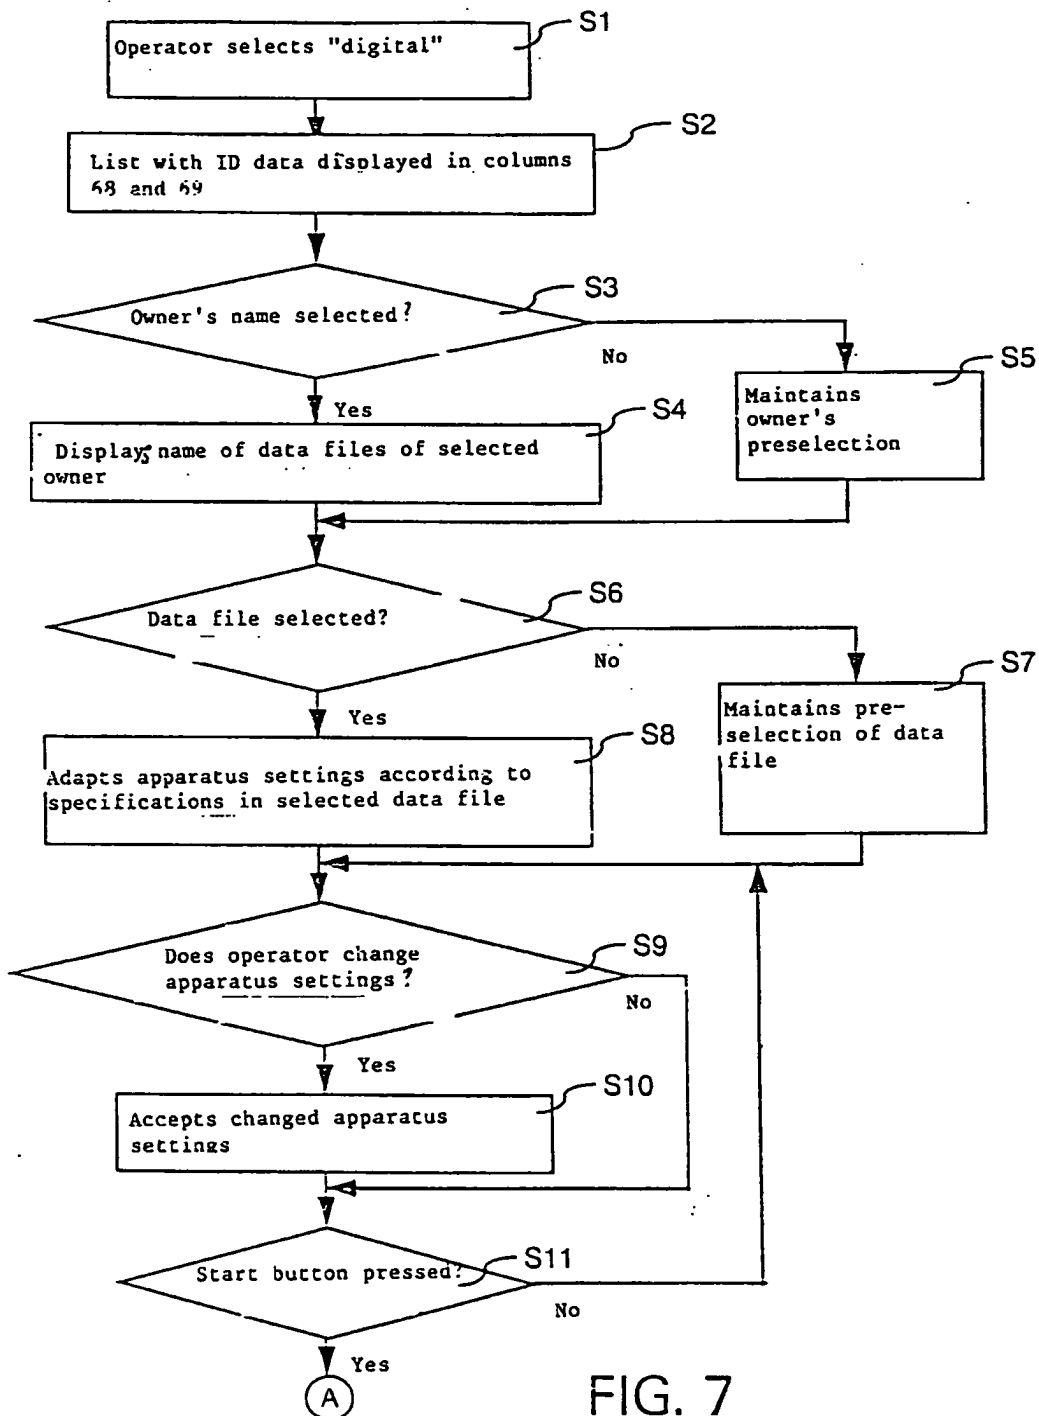 S1
Operator selects "digital"
S2
List with ID data displayed in columns
68 and 69
S3
Owner's name selected?
No
Yes
S4
Displays name of data files of selected
owner
S5
Maintains
owner's
preselection
S6
Data file selected?
No
Yes
S7
Maintains pre-
selection of data
file
S8
Adapts apparatus settings according to
specifications in selected data file
S9
Does operator change
apparatus settings?
No
Yes
S10
Accepts changed apparatus
settings
S11
Start button pressed?
No
Yes
A
FIG. 7